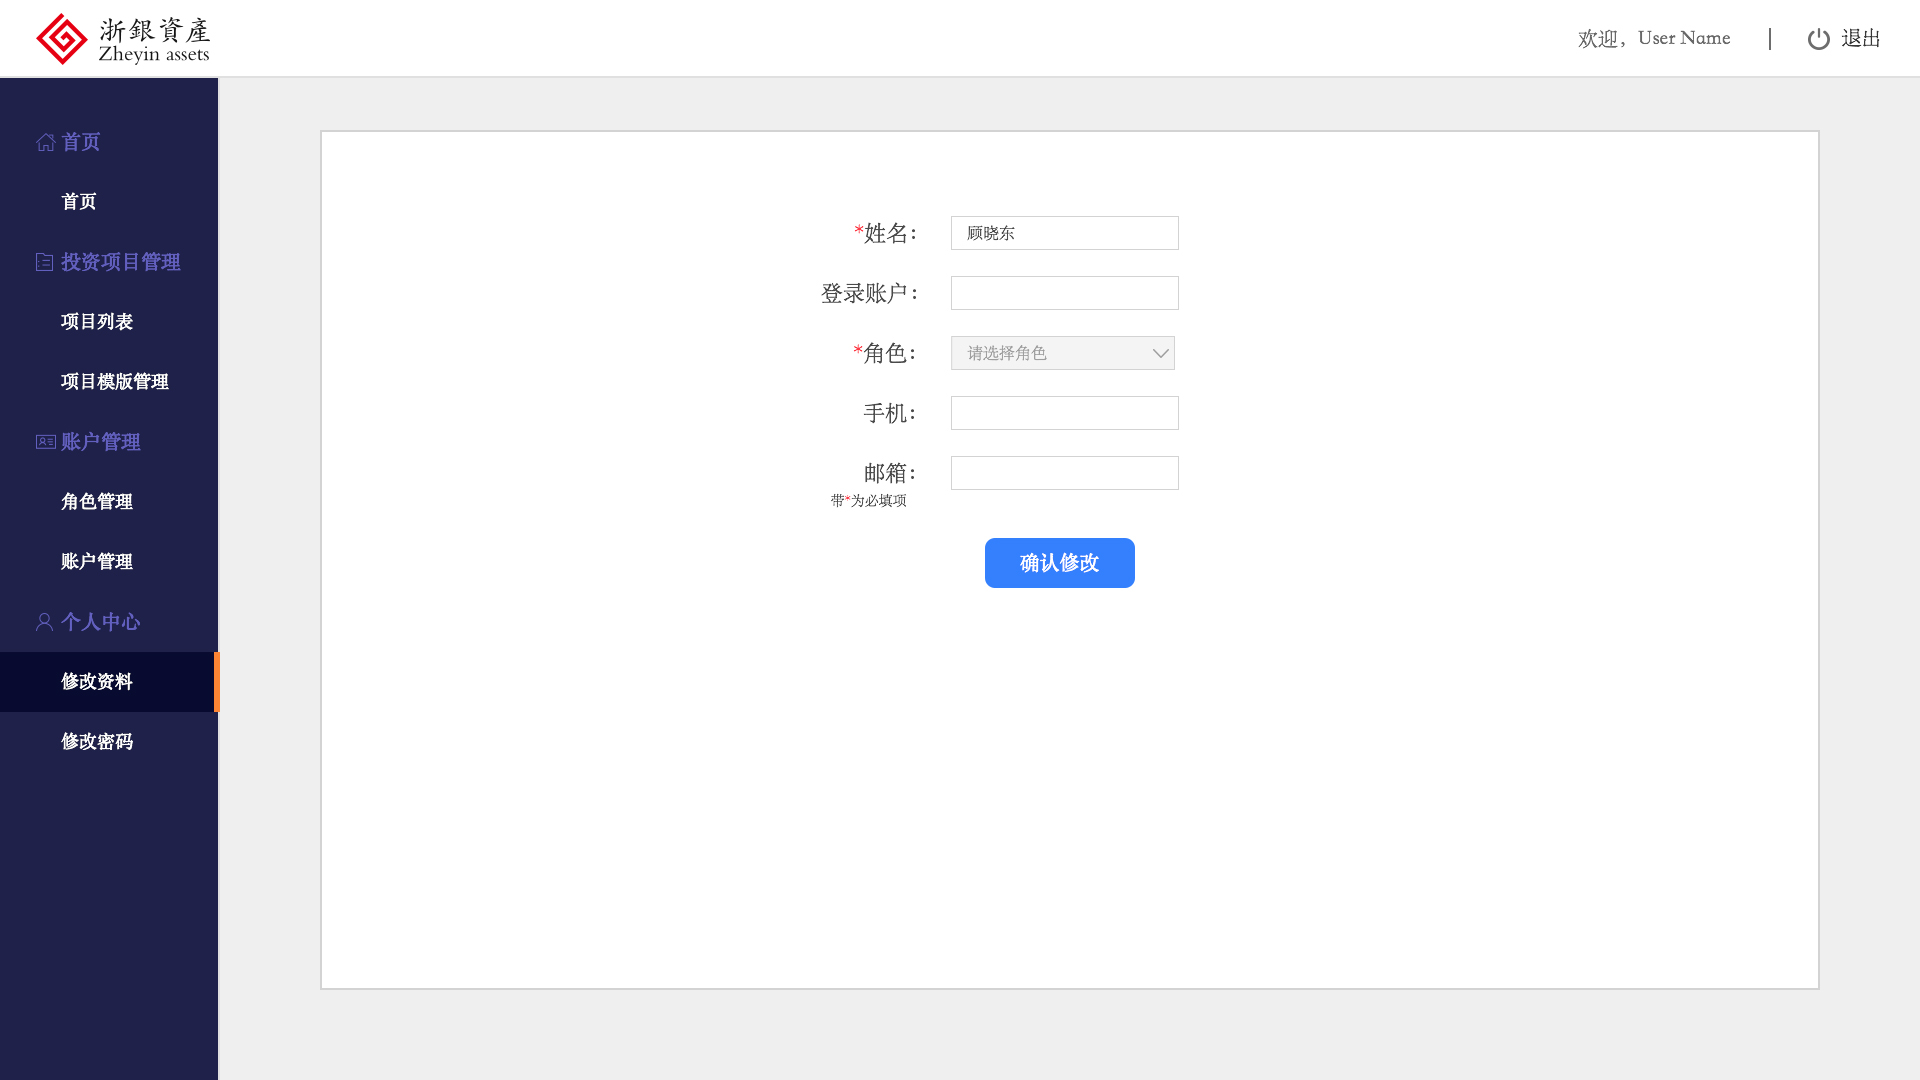 浙銀資產
Zheyin assets
欢迎，User Name
退出
首页
首页
投资项目管理
项目列表
项目模版管理
账户管理
角色管理
账户管理
个人中心
修改资料
修改密码
*姓名： 顾晓东
登录账户：
*角色： 请选择角色
手机：
邮箱：
带*为必填项
确认修改